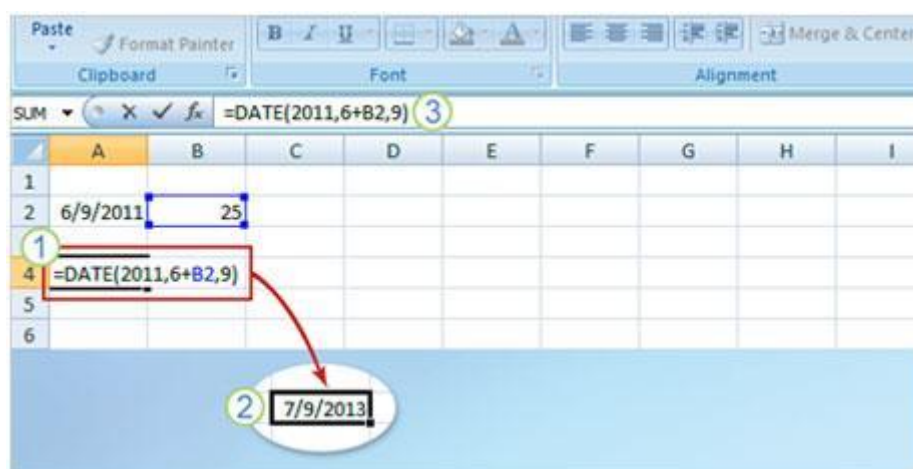 Paste
Format Painter
B I U A Merge & Center
Clipboard Font Alignment
SUM fx =DATE(2011,6+B2,9) 3
A B C D E F G H I
1
2 6/9/2011 25
1
4 =DATE(2011,6+B2,9)
5
6
2 7/9/2013